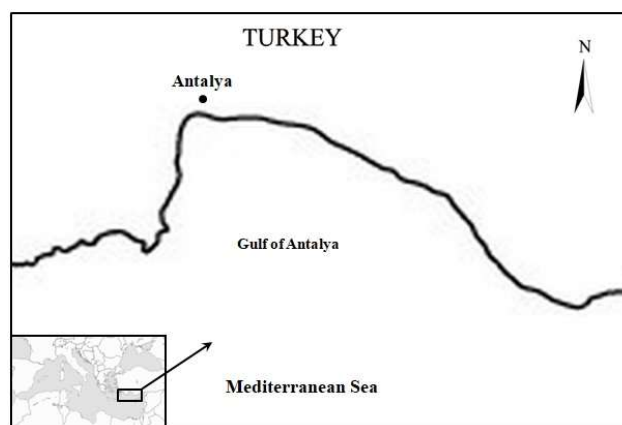 TURKEY
N
Antalya
Gulf of Antalya
Mediterranean Sea